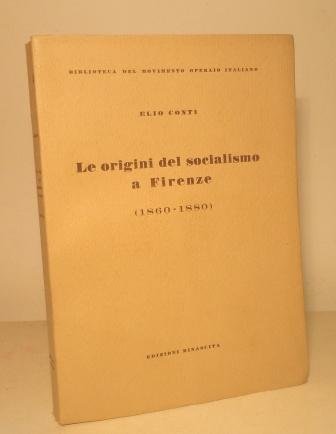 BIBLIOTECA DEL MOVIMENTO OPERAIO ITALIANO
ELIO CONTI
Le origini del socialismo
a Firenze
(1860-1880)
EDIZIONI RINASCITA